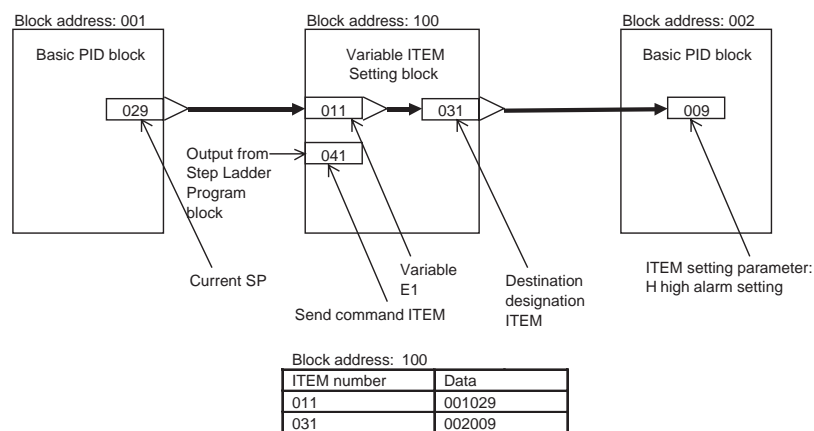 Block address: 001
Block address: 100
Block address: 002
Basic PID block
Variable ITEM
Setting block
Basic PID block
029
011
031
009
Output from
Step Ladder
Program
block
041
Current SP
Variable
E1
Send command ITEM
Destination
designation
ITEM
ITEM setting parameter:
H high alarm setting
Block address: 100
ITEM number Data
011 001029
031 002009